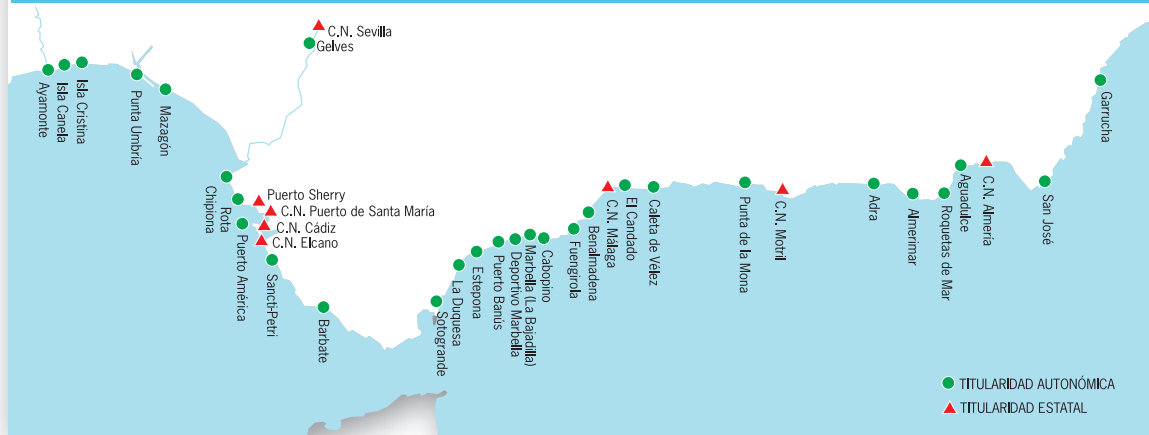 C.N. Sevilla
Gelves
Ayamonte
Isla Canela
Isla Cristina
Punta Umbría
Mazagón
Chipiona
Rota
Puerto Sherry
C.N. Puerto de Santa María
C.N. Cádiz
C.N. Elcano
Puerto América
Sancti-Petri
Barbate
Sotogrande
La Duquesa
Estepona
Puerto Banús
Deportivo Marbella
Marbella (La Bajadilla)
Cabopino
Fuengirola
Benalmadena
C.N. Málaga
El Candado
Caleta de Vélez
Punta de la Mona
C.N. Motril
Adra
Almerimar
Roquetas de Mar
Aguadulce
C.N. Almería
San José
Garrucha
TITULARIDAD AUTONÓMICA
TITULARIDAD ESTATAL